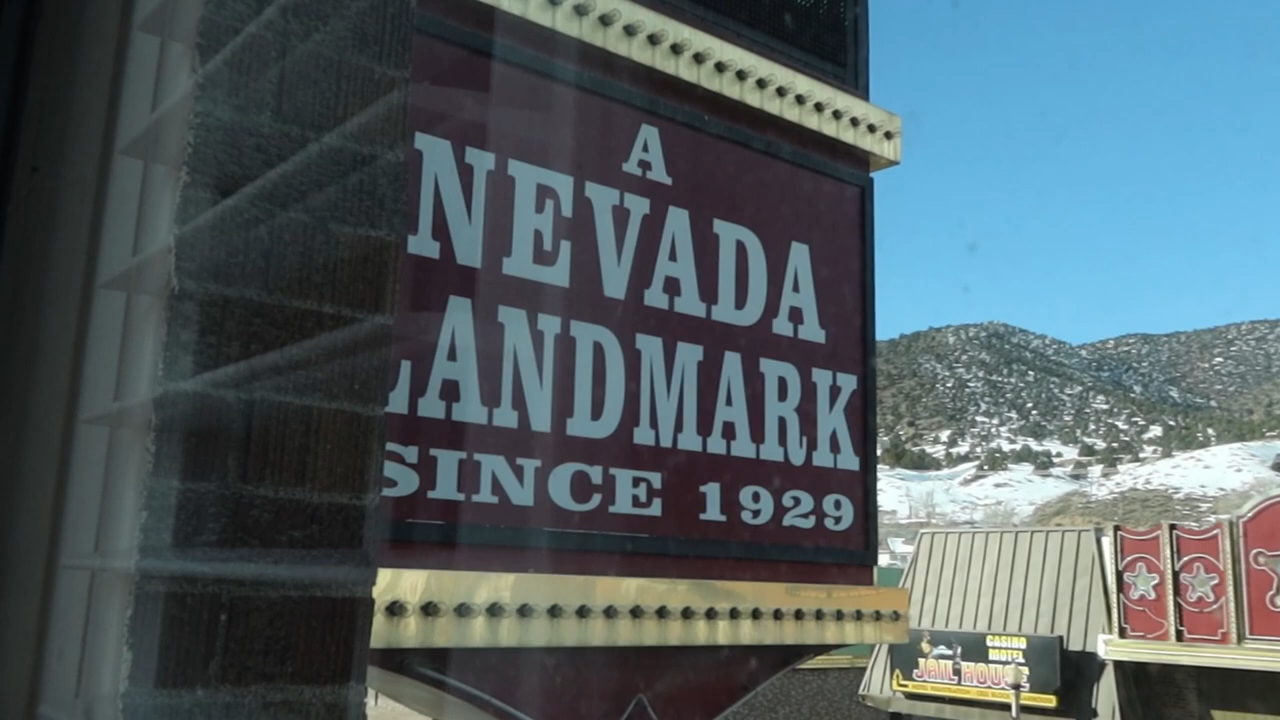 A
NEVADA
LANDMARK
SINCE 1929
CASINO
MOTEL
JAIL HOUSE